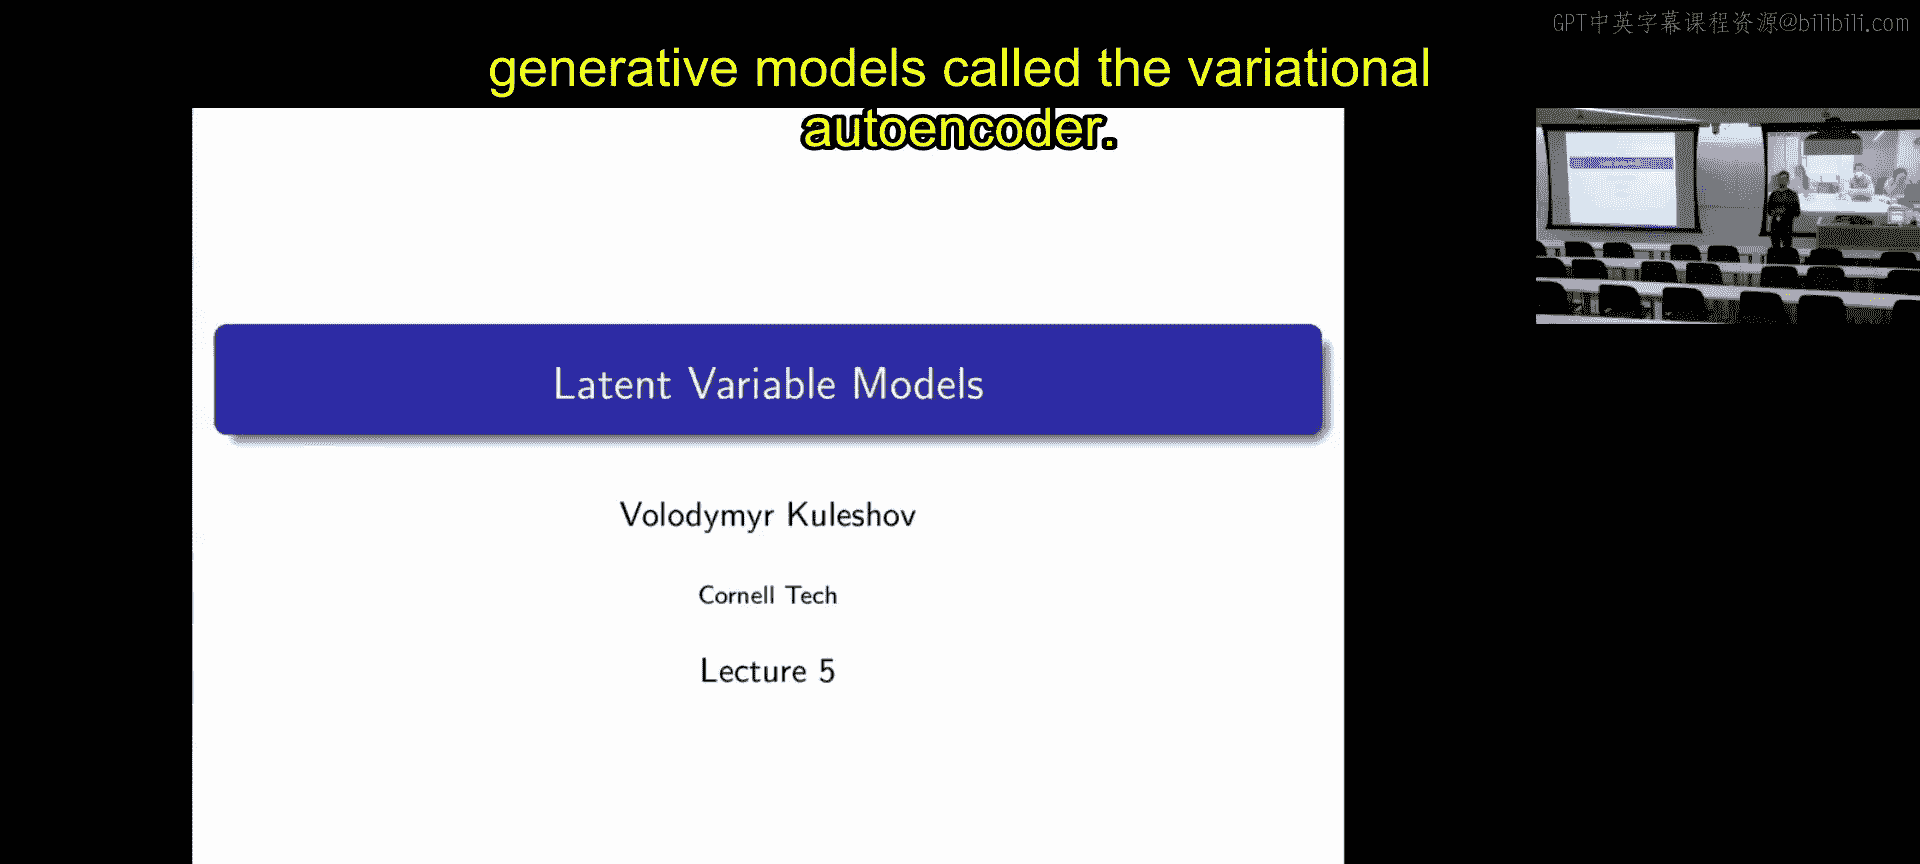 GPT中英字幕课程资源@bilibili.com
generative models called the variational
autoencoder.
Latent Variable Models
Volodymyr Kuleshov
Cornell Tech
Lecture 5